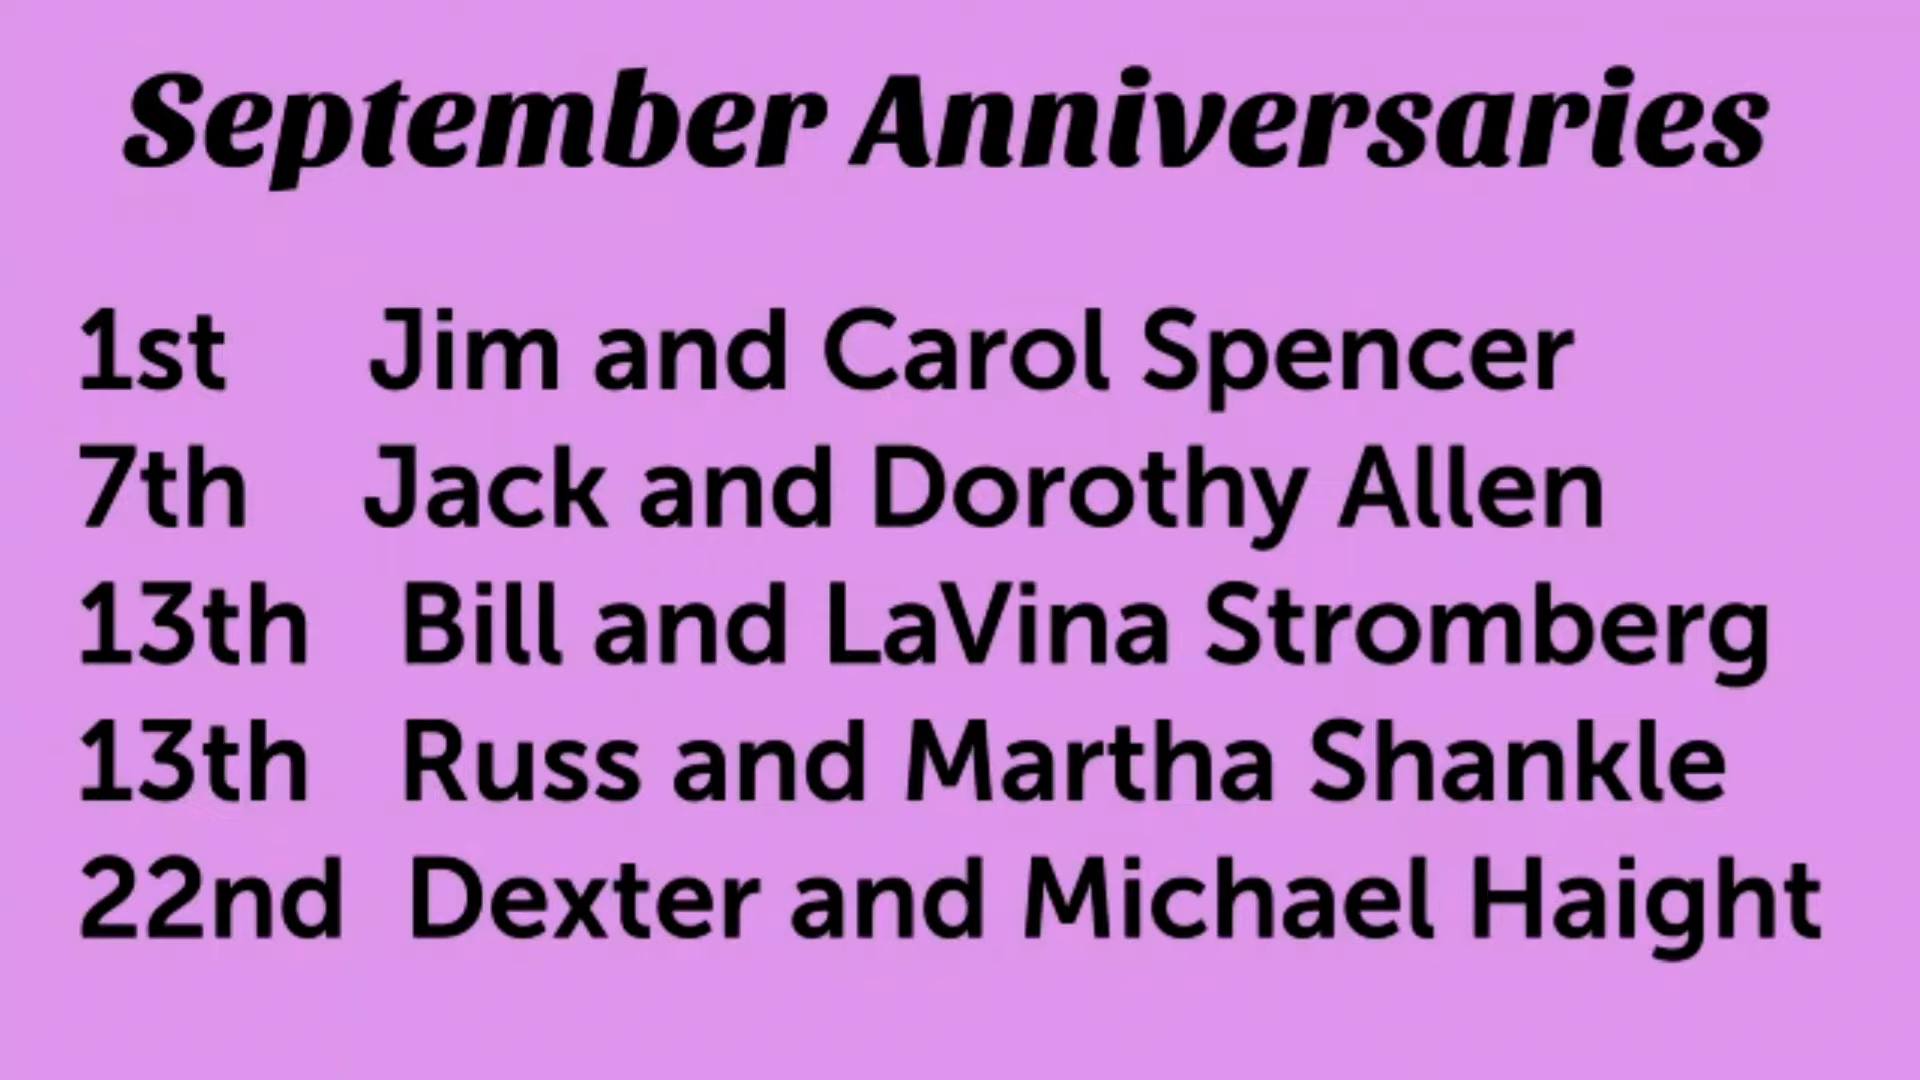 September Anniversaries
1st Jim and Carol Spencer
7th Jack and Dorothy Allen
13th Bill and LaVina Stromberg
13th Russ and Martha Shankle
22nd Dexter and Michael Haight